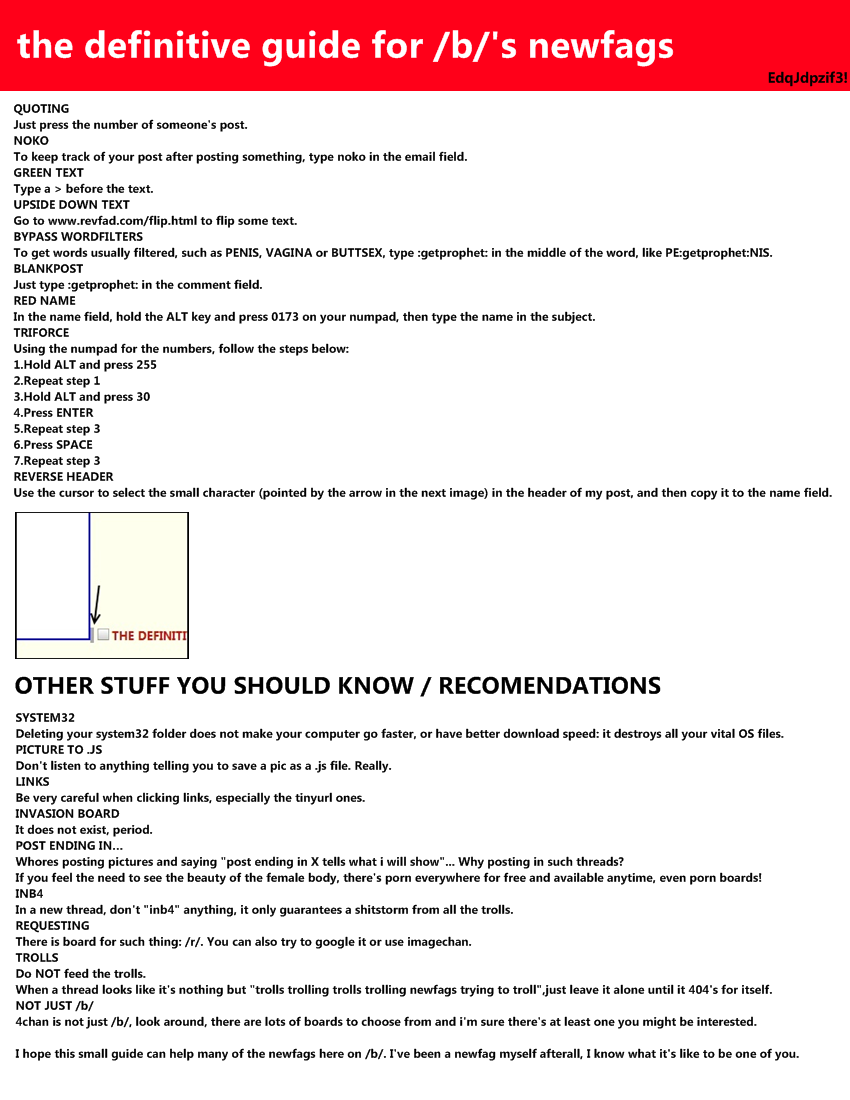 the definitive guide for /b/'s newfags
EdqJdpzif3!
QUOTING
Just press the number of someone's post.
NOKO
To keep track of your post after posting something, type noko in the email field.
GREEN TEXT
Type a > before the text.
UPSIDE DOWN TEXT
Go to www.revfad.com/flip.html to flip some text.
BYPASS WORDFILTERS
To get words usually filtered, such as PENIS, VAGINA or BUTTSEX, type :getprophet: in the middle of the word, like PE:getprophet:NIS.
BLANKPOST
Just type :getprophet: in the comment field.
RED NAME
In the name field, hold the ALT key and press 0173 on your numpad, then type the name in the subject.
TRIFORCE
Using the numpad for the numbers, follow the steps below:
1.Hold ALT and press 255
2.Repeat step 1
3.Hold ALT and press 30
4.Press ENTER
5.Repeat step 3
6.Press SPACE
7.Repeat step 3
REVERSE HEADER
Use the cursor to select the small character (pointed by the arrow in the next image) in the header of my post, and then copy it to the name field.
THE DEFINITI
OTHER STUFF YOU SHOULD KNOW / RECOMENDATIONS
SYSTEM32
Deleting your system32 folder does not make your computer go faster, or have better download speed: it destroys all your vital OS files.
PICTURE TO .JS
Don't listen to anything telling you to save a pic as a .js file. Really.
LINKS
Be very careful when clicking links, especially the tinyurl ones.
INVASION BOARD
It does not exist, period.
POST ENDING IN...
Whores posting pictures and saying "post ending in X tells what i will show"... Why posting in such threads?
If you feel the need to see the beauty of the female body, there's porn everywhere for free and available anytime, even porn boards!
INB4
In a new thread, don't "inb4" anything, it only guarantees a shitstorm from all the trolls.
REQUESTING
There is board for such thing: /r/. You can also try to google it or use imagechan.
TROLLS
Do NOT feed the trolls.
When a thread looks like it's nothing but "trolls trolling trolls trolling newfags trying to troll",just leave it alone until it 404's for itself.
NOT JUST /b/
4chan is not just /b/, look around, there are lots of boards to choose from and i'm sure there's at least one you might be interested.
I hope this small guide can help many of the newfags here on /b/. I've been a newfag myself afterall, I know what it's like to be one of you.